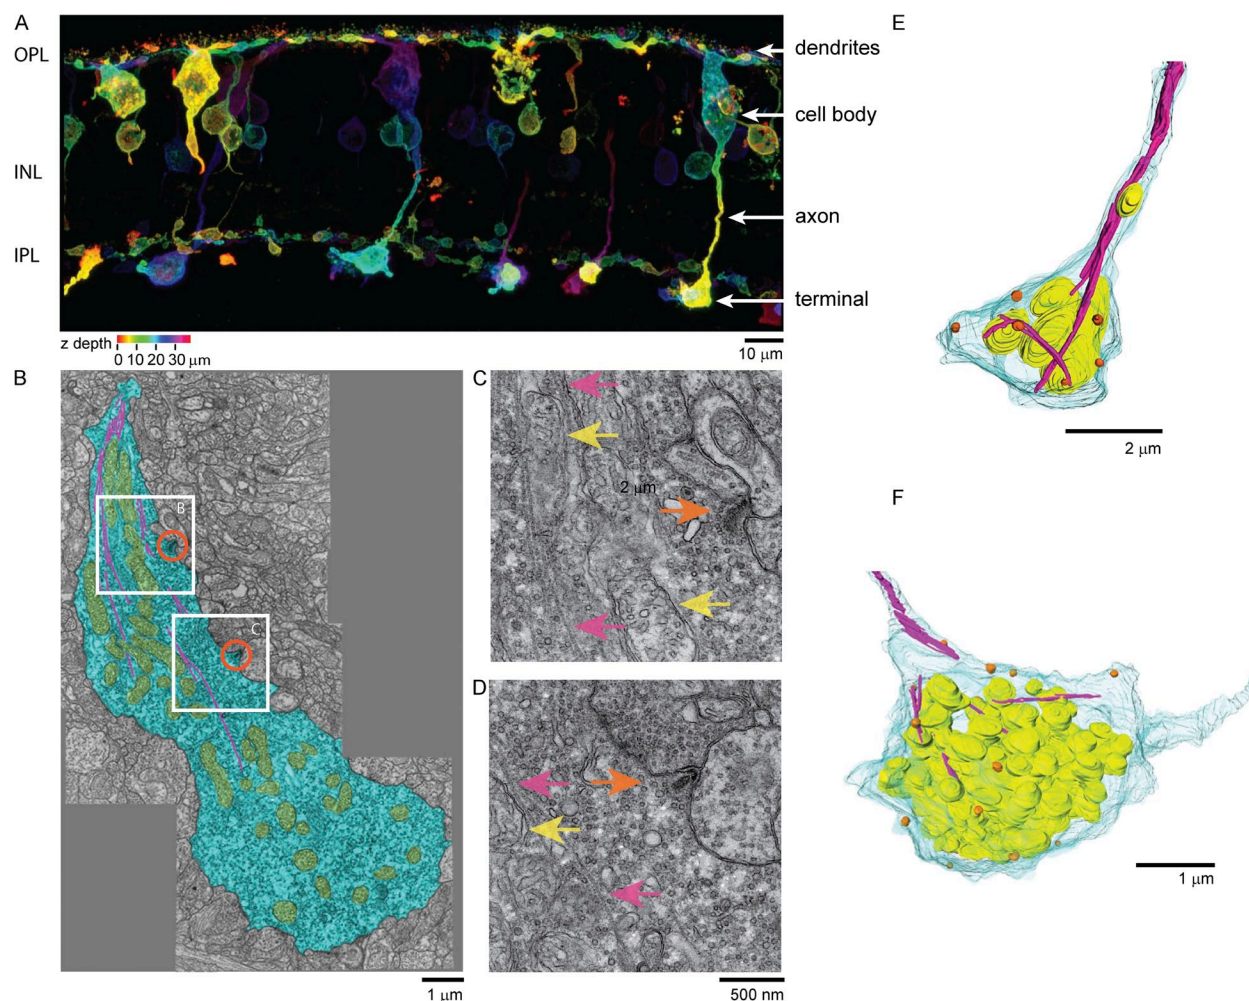 A
OPL
INL
IPL
dendrites
cell body
axon
terminal
z depth
0 10 20 30 μm
10 μm
B
B
C
1 μm
C
2 μm
D
500 nm
E
2 μm
F
1 μm